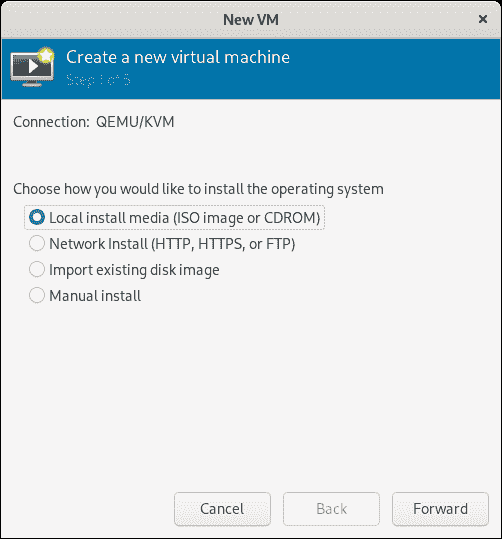 New VM
Create a new virtual machine
Step 1 of 5
Connection: QEMU/KVM
Choose how you would like to install the operating system
Local install media (ISO image or CDROM)
Network Install (HTTP, HTTPS, or FTP)
Import existing disk image
Manual install
Cancel
Back
Forward